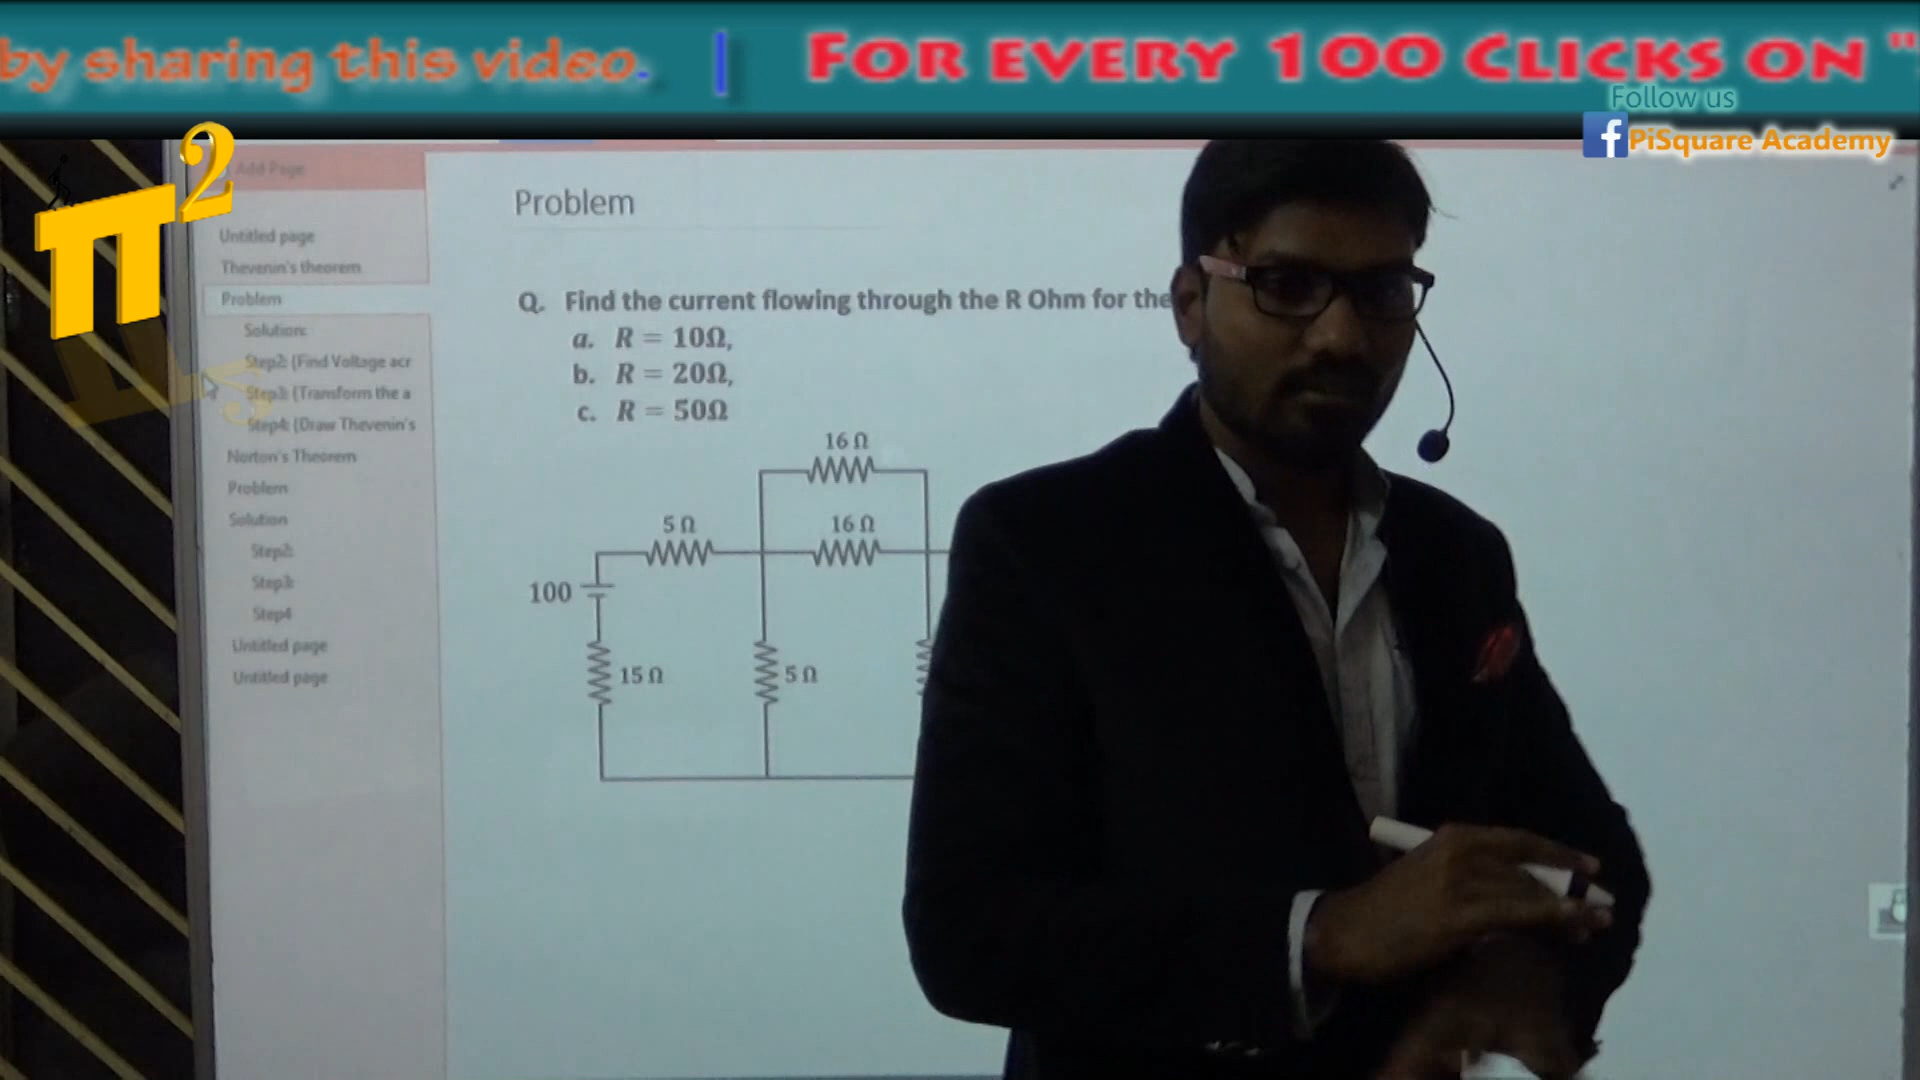 by sharing this video. | FOR EVERY 100 CLICKS ON "
Follow us
f PiSquare Academy
π2
Add Page
Untitled page
Thevenin's theorem
Problem
Solution:
Step2: (Find Voltage acr
Step3: (Transform the a
Step4: (Draw Thevenin's
Norton's Theorem
Problem
Solution
Step2:
Step3:
Step4
Untitled page
Untitled page
Problem
Q. Find the current flowing through the R Ohm for the
a. R = 10Ω,
b. R = 20Ω,
c. R = 50Ω
16 Ω
5 Ω
16 Ω
100
15 Ω
5 Ω